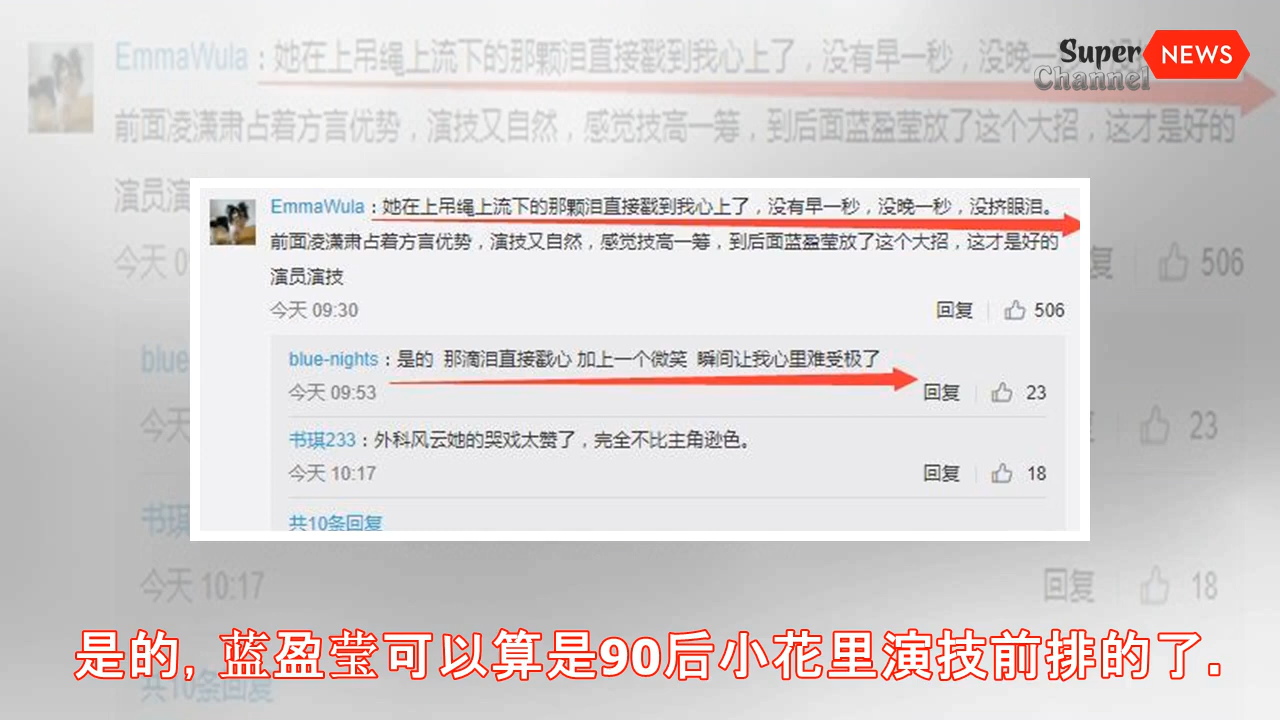 Super
Channel
NEWS
EmmaWula：她在上吊绳上流下的那颗泪直接戳到我心上了，没有早一秒，没晚一秒，没挤眼泪。
前面凌潇肃占着方言优势，演技又自然，感觉技高一筹，到后面蓝盈莹放了这个大招，这才是好的
演员演技
今天 09:30 回复 506
blue-nights：是的 那滴泪直接戳心 加上一个微笑 瞬间让我心里难受极了
今天 09:53 回复 23
书琪233：外科风云她的哭戏太赞了，完全不比主角逊色。
今天 10:17 回复 18
共10条回复
是的, 蓝盈莹可以算是90后小花里演技前排的了.